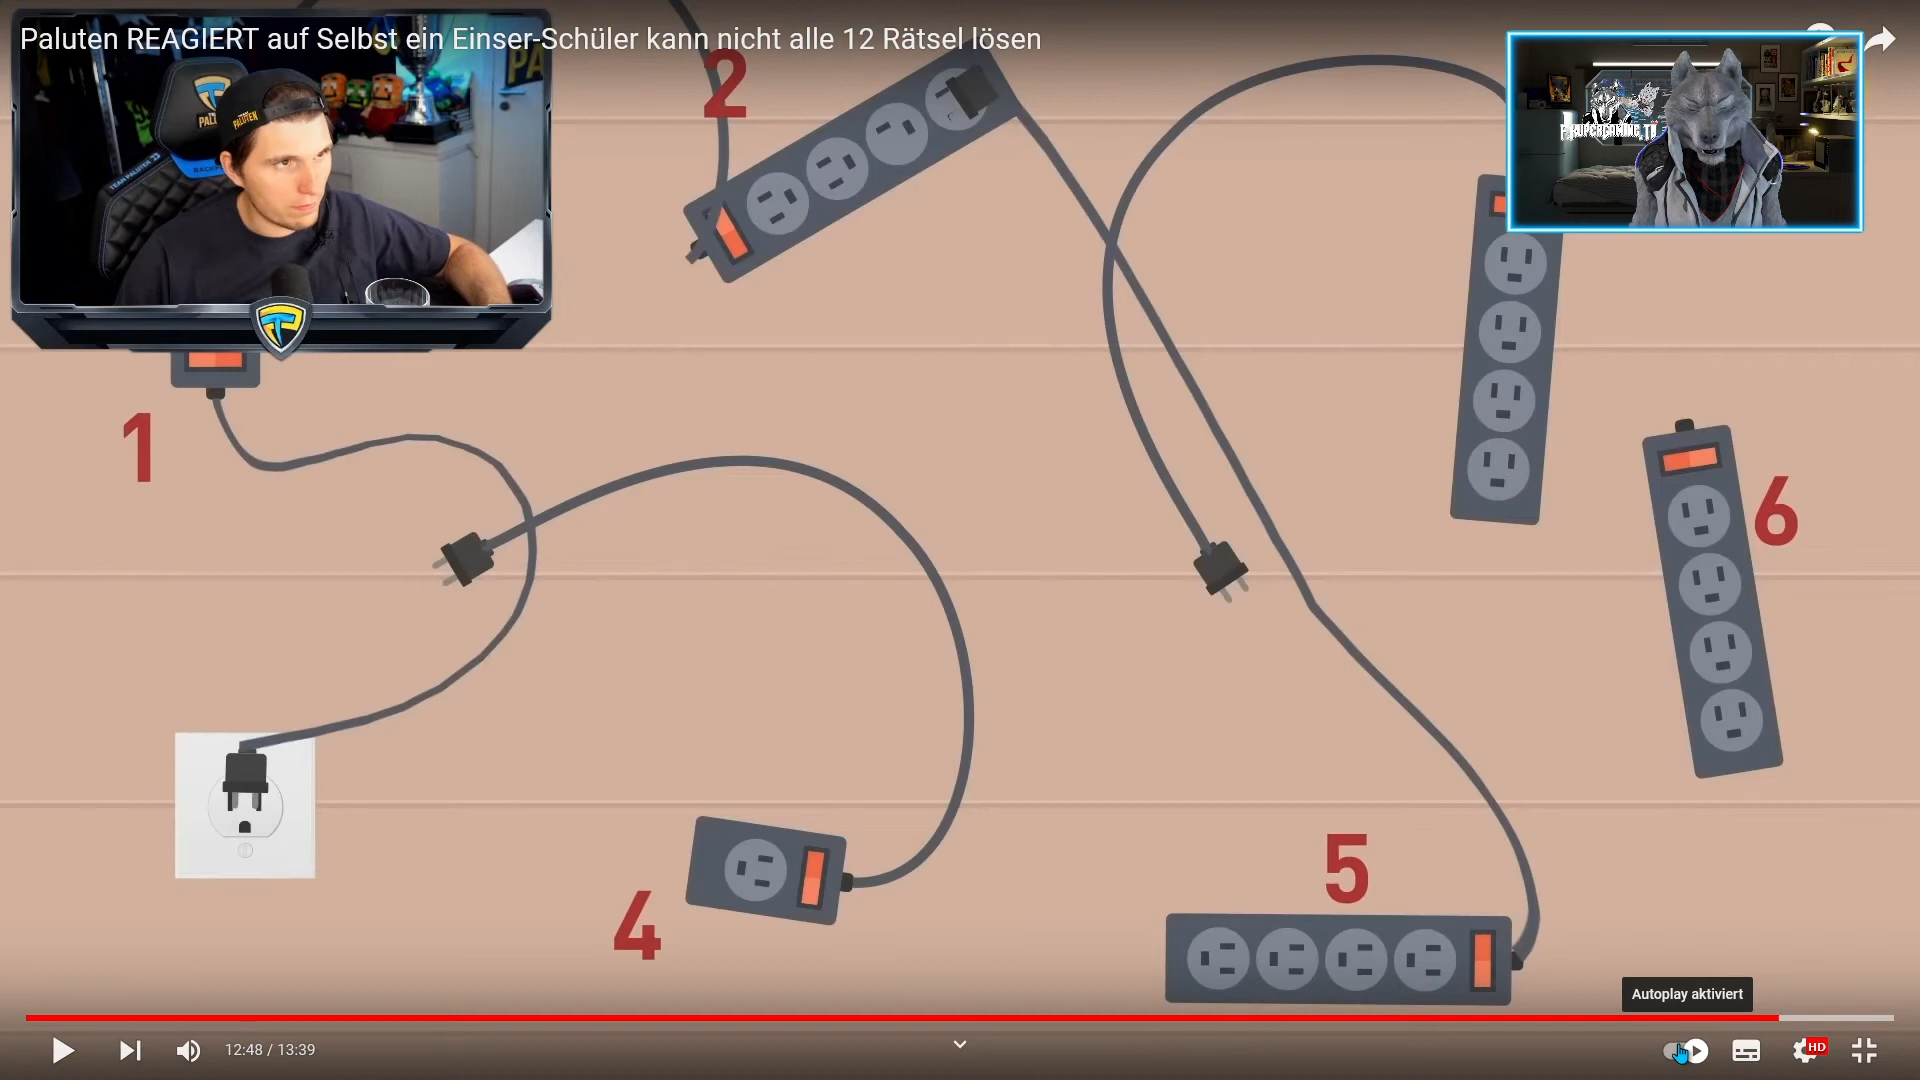 Paluten REAGIERT auf Selbst ein Einser-Schüler kann nicht alle 12 Rätsel lösen
PALUTEN
2
1
6
4
5
Autoplay aktiviert
12:48 / 13:39
HD